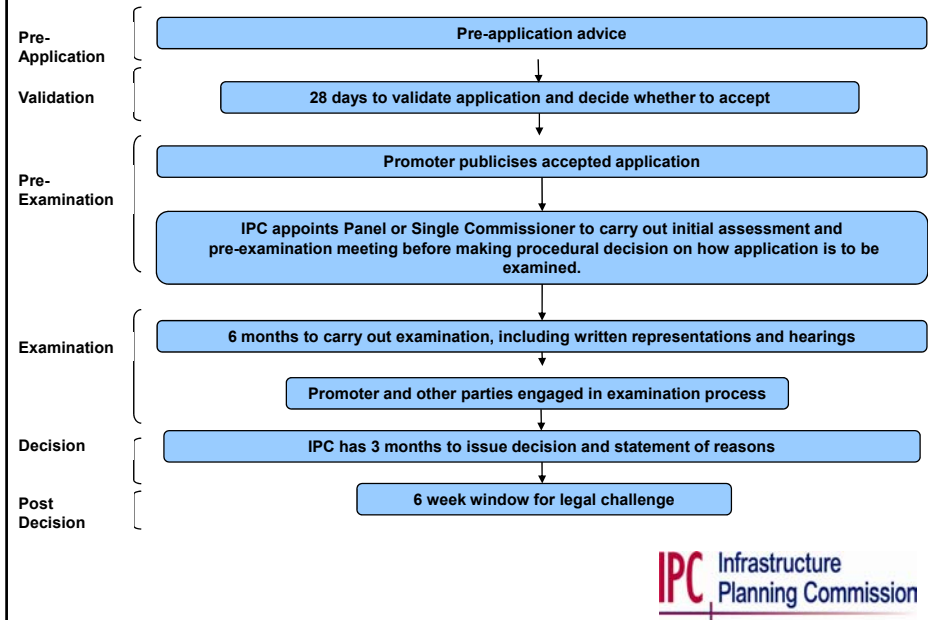 Pre-
Application
Pre-application advice
Validation
28 days to validate application and decide whether to accept
Pre-
Examination
Promoter publicises accepted application
IPC appoints Panel or Single Commissioner to carry out initial assessment and
pre-examination meeting before making procedural decision on how application is to be
examined.
Examination
6 months to carry out examination, including written representations and hearings
Promoter and other parties engaged in examination process
Decision
IPC has 3 months to issue decision and statement of reasons
Post
Decision
6 week window for legal challenge
IPC
Infrastructure
Planning Commission